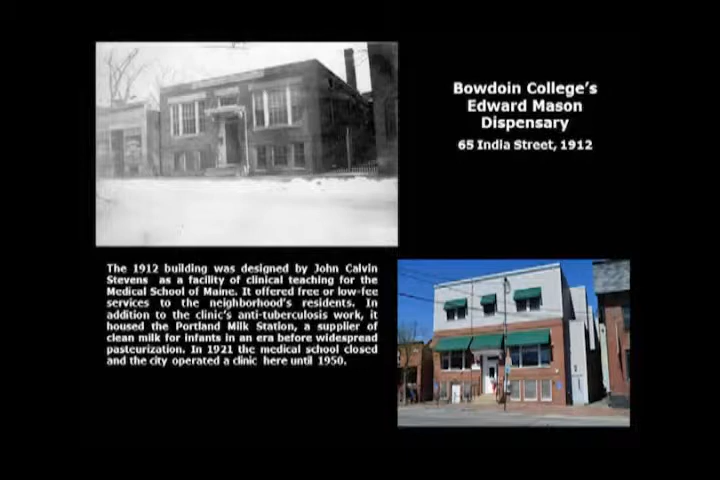 Bowdoin College's
Edward Mason
Dispensary
65 India Street, 1912
The 1912 building was designed by John Calvin
Stevens as a facility of clinical teaching for the
Medical School of Maine. It offered free or low-fee
services to the neighborhood's residents. In
addition to the clinic's anti-tuberculosis work, it
housed the Portland Milk Station, a supplier of
clean milk for infants in an era before widespread
pasteurization. In 1921 the medical school closed
and the city operated a clinic here until 1950.